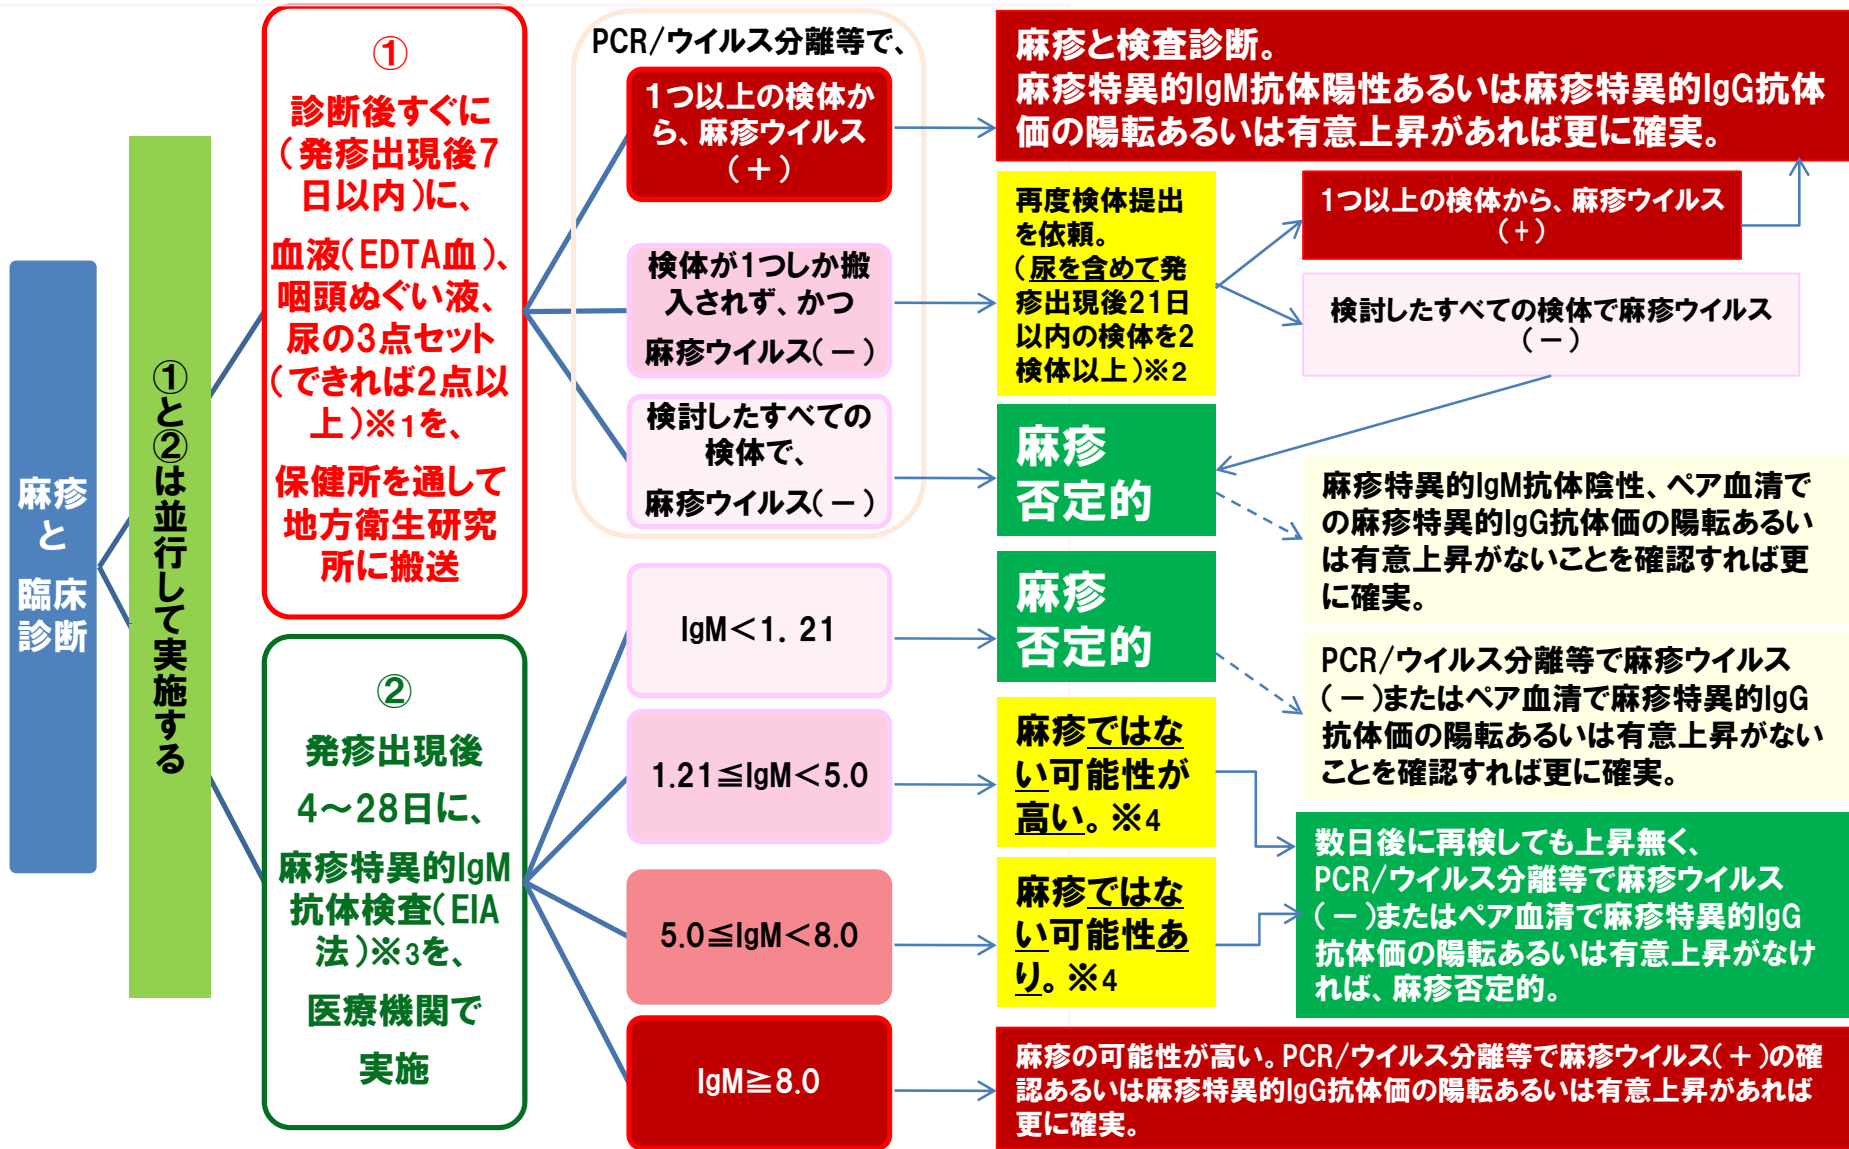 麻疹
と
臨床
診断
①と②は並行して実施する
①
診断後すぐに
(発疹出現後7
日以内)に、
血液(EDTA血)、
咽頭ぬぐい液、
尿の3点セット
(できれば2点以
上)※1を、
保健所を通して
地方衛生研究
所に搬送
②
発疹出現後
4～28日に、
麻疹特異的IgM
抗体検査(EIA
法)※3を、
医療機関で
実施
PCR/ウイルス分離等で、
1つ以上の検体か
ら、麻疹ウイルス
(＋)
検体が1つしか搬
入されず、かつ
麻疹ウイルス(－)
検討したすべての
検体で、
麻疹ウイルス(－)
IgM＜1. 21
1.21≦IgM＜5.0
5.0≦IgM＜8.0
IgM≧8.0
麻疹と検査診断。
麻疹特異的IgM抗体陽性あるいは麻疹特異的IgG抗体
価の陽転あるいは有意上昇があれば更に確実。
再度検体提出
を依頼。
(尿を含めて発
疹出現後21日
以内の検体を2
検体以上)※2
1つ以上の検体から、麻疹ウイルス
(＋)
検討したすべての検体で麻疹ウイルス
(－)
麻疹
否定的
麻疹特異的IgM抗体陰性、ペア血清で
の麻疹特異的IgG抗体価の陽転あるい
は有意上昇がないことを確認すれば更
に確実。
麻疹
否定的
PCR/ウイルス分離等で麻疹ウイルス
(－)またはペア血清で麻疹特異的IgG
抗体価の陽転あるいは有意上昇がない
ことを確認すれば更に確実。
麻疹ではな
い可能性が
高い。※4
麻疹ではな
い可能性あ
り。※4
数日後に再検しても上昇無く、
PCR/ウイルス分離等で麻疹ウイルス
(－)またはペア血清で麻疹特異的IgG
抗体価の陽転あるいは有意上昇がなけ
れば、麻疹否定的。
麻疹の可能性が高い。PCR/ウイルス分離等で麻疹ウイルス(＋)の確
認あるいは麻疹特異的IgG抗体価の陽転あるいは有意上昇があれば
更に確実。